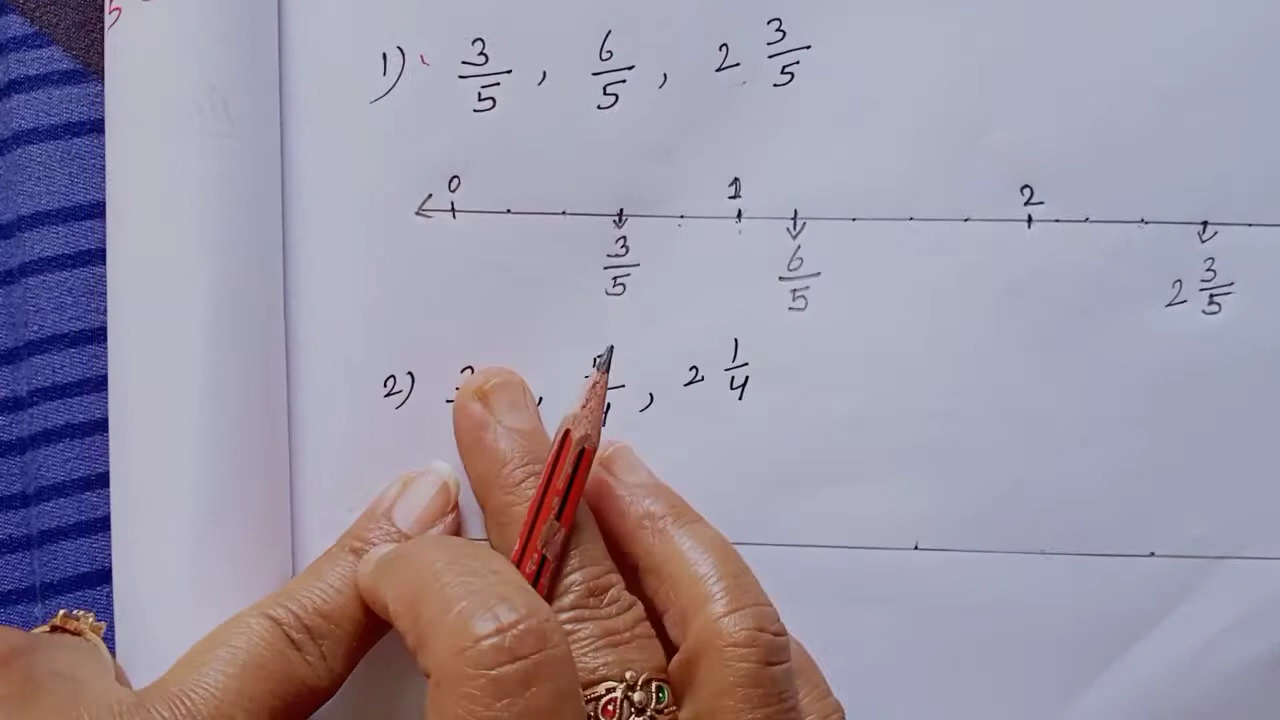 1) 3/5 , 6/5 , 2 3/5
0 1 2
3/5 6/5 2 3/5
2) , , 2 1/4